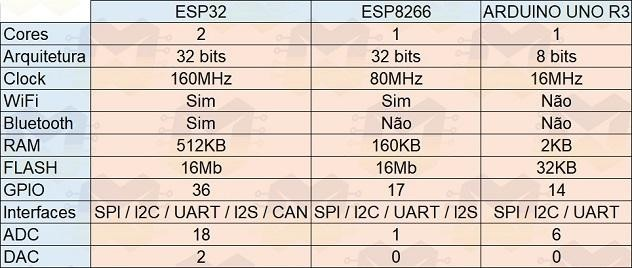 ESP32 ESP8266 ARDUINO UNO R3
Cores 2 1 1
Arquitetura 32 bits 32 bits 8 bits
Clock 160MHz 80MHz 16MHz
WiFi Sim Sim Não
Bluetooth Sim Não Não
RAM 512KB 160KB 2KB
FLASH 16Mb 16Mb 32KB
GPIO 36 17 14
Interfaces SPI / I2C / UART / I2S / CAN SPI / I2C / UART / I2S SPI / I2C / UART
ADC 18 1 6
DAC 2 0 0